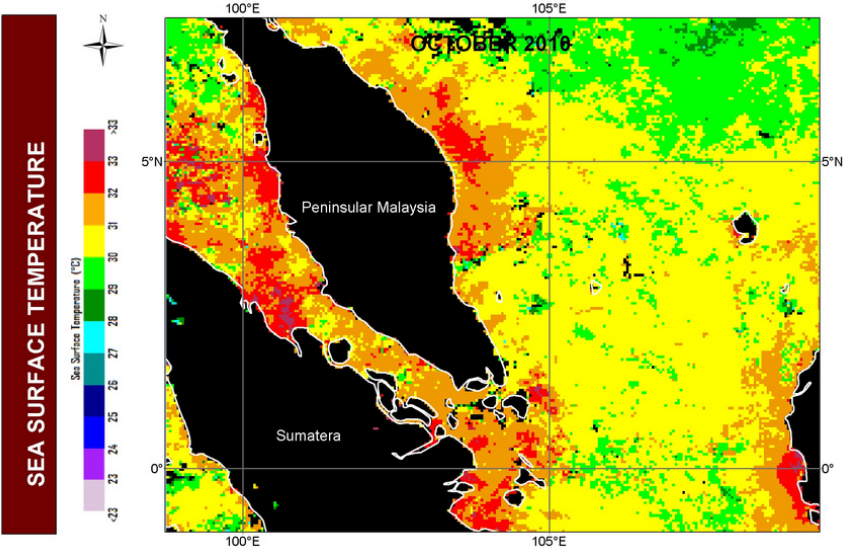 SEA SURFACE TEMPERATURE
N
Sea Surface Temperature (°C)
>33
33
32
31
30
29
28
27
26
25
24
23
<23
100°E
105°E
OCTOBER 2010
5°N
5°N
Peninsular Malaysia
Sumatera
0°
0°
100°E
105°E